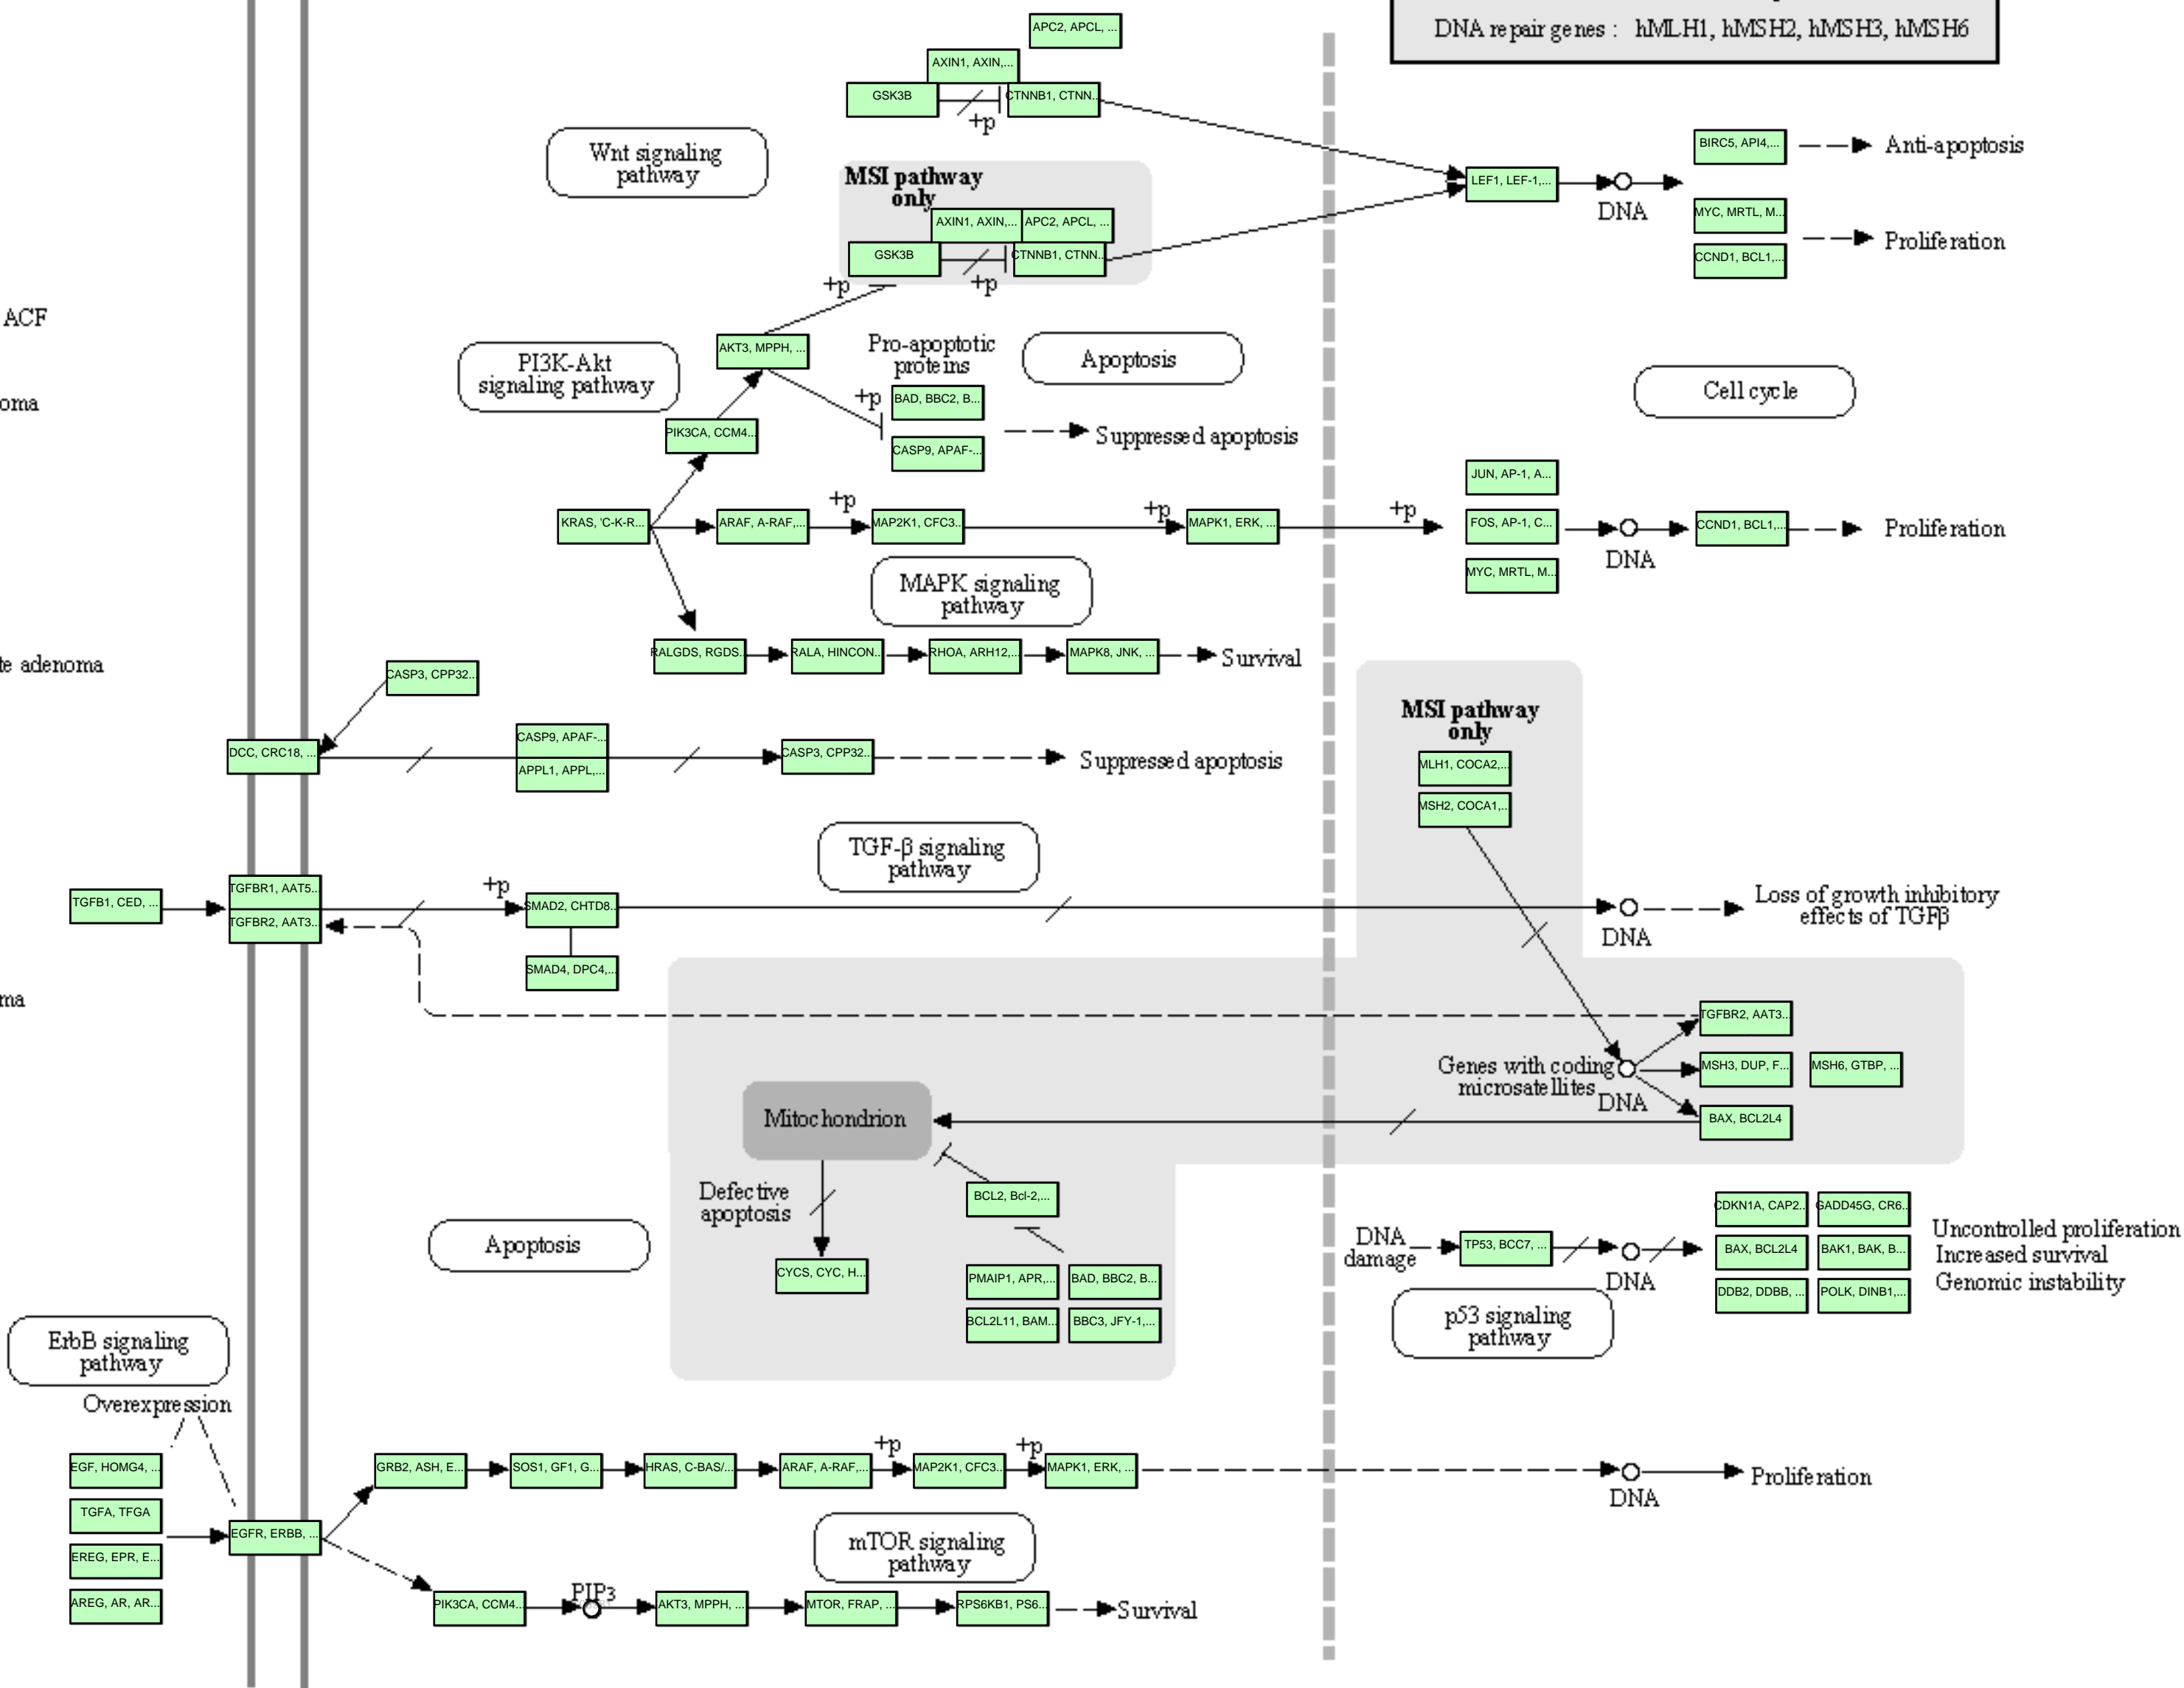 APC2, APCL, ...
DNA repair genes : hMLH1, hMSH2, hMSH3, hMSH6
AXIN1, AXIN,...
GSK3B
CTNNB1, CTNN...
+p
Wnt signaling
pathway
BIRC5, API4,...
Anti-apoptosis
MSI pathway
only
LEF1, LEF-1,...
DNA
AXIN1, AXIN,...
APC2, APCL, ...
MYC, MRTL, M...
Proliferation
GSK3B
CTNNB1, CTNN...
CCND1, BCL1,...
+p
+p
ACF
AKT3, MPPH, ...
Pro-apoptotic
proteins
Apoptosis
PI3K-Akt
signaling pathway
Cell cycle
oma
+p
BAD, BBC2, B...
PIK3CA, CCM4...
Suppressed apoptosis
CASP9, APAF-...
JUN, AP-1, A...
+p
+p
+p
KRAS, 'C-K-R...
ARAF, A-RAF,...
MAP2K1, CFC3...
MAPK1, ERK, ...
FOS, AP-1, C...
CCND1, BCL1,...
Proliferation
DNA
MAPK signaling
pathway
MYC, MRTL, M...
te adenoma
RALGDS, RGDS...
RALA, HINCON...
RHOA, ARH12,...
MAPK8, JNK, ...
Survival
CASP3, CPP32...
MSI pathway
only
CASP9, APAF-...
DCC, CRC18, ...
CASP3, CPP32...
Suppressed apoptosis
APPL1, APPL,...
MLH1, COCA2,...
MSH2, COCA1,...
TGF-β signaling
pathway
TGFBR1, AAT5...
+p
TGFB1, CED, ...
SMAD2, CHTD8...
Loss of growth inhibitory
effects of TGFβ
TGFBR2, AAT3...
DNA
SMAD4, DPC4,...
ma
TGFBR2, AAT3...
Genes with coding
microsatellites
MSH3, DUP, F...
MSH6, GTBP, ...
DNA
Mitochondrion
BAX, BCL2L4
Defective
apoptosis
BCL2, Bcl-2,...
CDKN1A, CAP2...
GADD45G, CR6...
Uncontrolled proliferation
Apoptosis
DNA
damage
TP53, BCC7, ...
BAX, BCL2L4
BAK1, BAK, B...
Increased survival
DNA
CYCS, CYC, H...
PMAIP1, APR,...
BAD, BBC2, B...
DDB2, DDBB, ...
POLK, DINB1,...
Genomic instability
BCL2L11, BAM...
BBC3, JFY-1,...
p53 signaling
pathway
ErbB signaling
pathway
Overexpression
+p
+p
EGF, HOMG4, ...
GRB2, ASH, E...
SOS1, GF1, G...
HRAS, C-BAS/...
ARAF, A-RAF,...
MAP2K1, CFC3...
MAPK1, ERK, ...
Proliferation
DNA
TGFA, TFGA
EGFR, ERBB, ...
mTOR signaling
pathway
EREG, EPR, E...
PIP3
AREG, AR, AR...
PIK3CA, CCM4...
AKT3, MPPH, ...
MTOR, FRAP, ...
RPS6KB1, PS6...
Survival